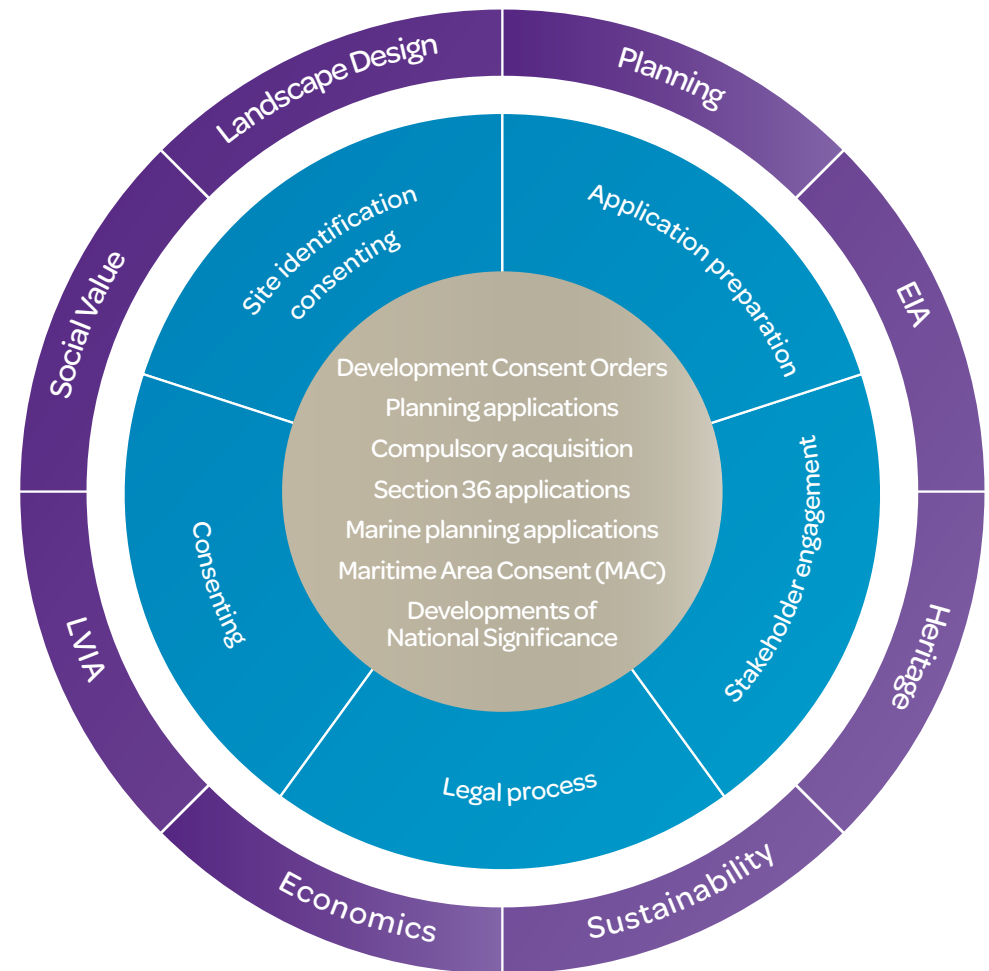 Landscape Design
Planning
EIA
Heritage
Sustainability
Economics
LVIA
Social Value
Site identification
consenting
Application preparation
Stakeholder engagement
Legal process
Consenting
Development Consent Orders
Planning applications
Compulsory acquisition
Section 36 applications
Marine planning applications
Maritime Area Consent (MAC)
Developments of
National Significance